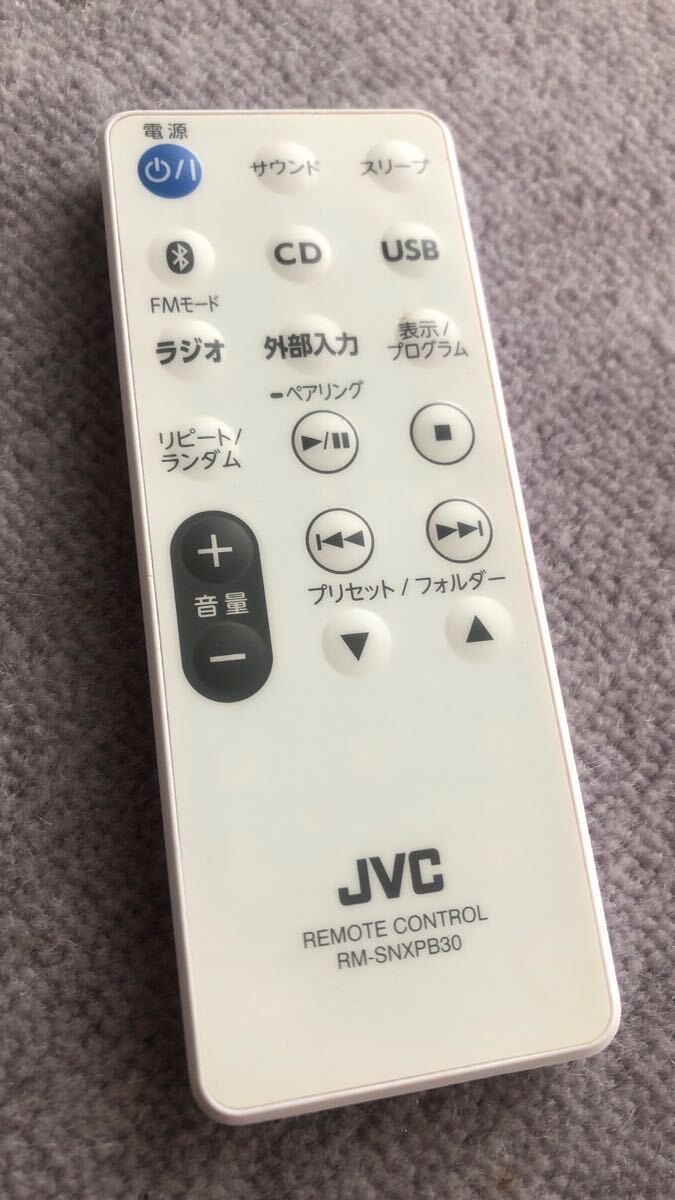 電源
サウンド
スリープ
CD
USB
FMモード
ラジオ
外部入力
表示/
プログラム
ーペアリング
リピート/
ランダム
+
音量
−
プリセット / フォルダー
JVC
REMOTE CONTROL
RM-SNXPB30